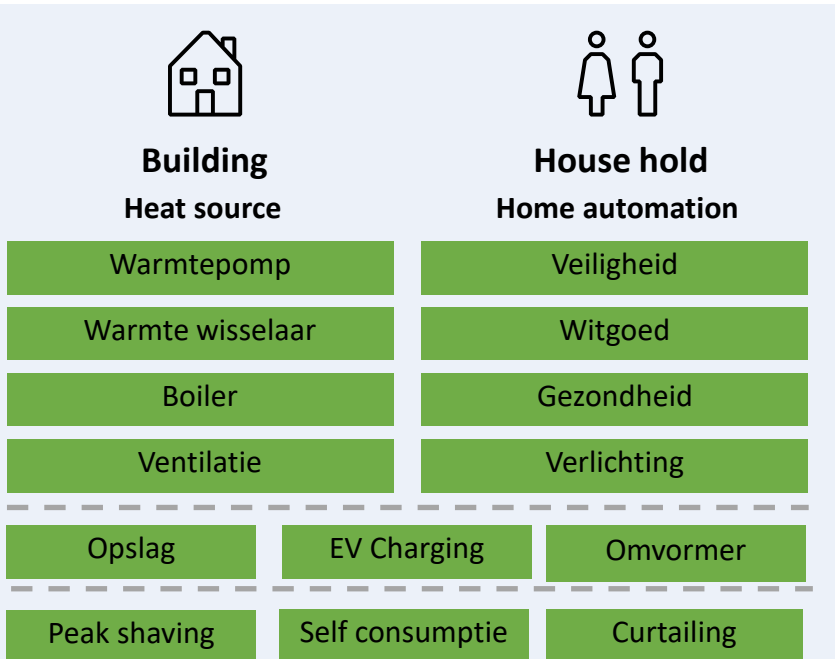 Building
Heat source
Warmtepomp
Warmte wisselaar
Boiler
Ventilatie
House hold
Home automation
Veiligheid
Witgoed
Gezondheid
Verlichting
Opslag
EV Charging
Omvormer
Peak shaving
Self consumptie
Curtailing